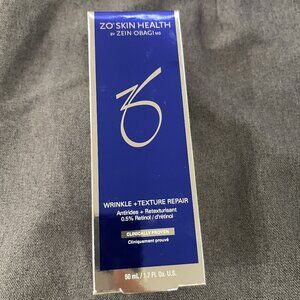 ZO® SKIN HEALTH
BY ZEIN OBAGI MD
WRINKLE + TEXTURE REPAIR
Antirides + Retexturisant
0.5% Retinol / d'rétinol
CLINICALLY PROVEN
Cliniquement prouvé
50 mL / 1.7 Fl. Oz. U.S.